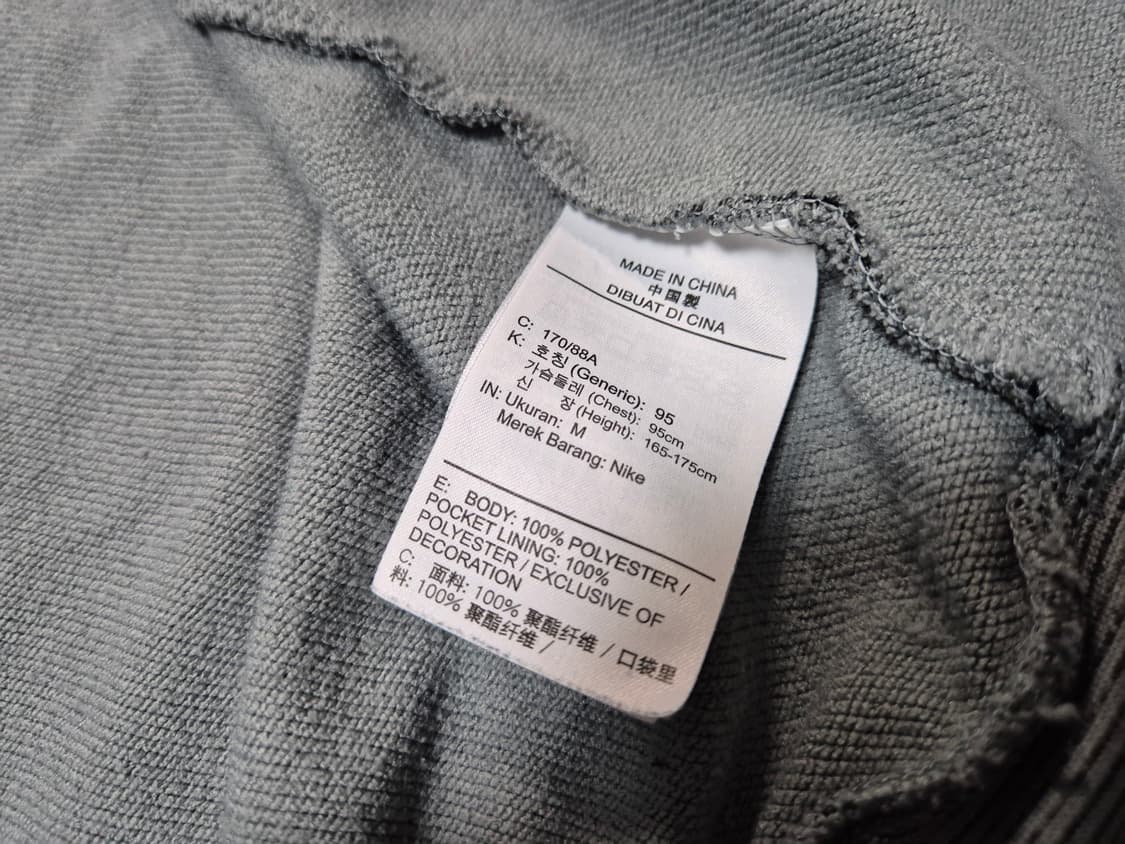 MADE IN CHINA
中国製
DIBUAT DI CINA
C: 170/88A
K: 호칭 (Generic): 95
가슴둘레 (Chest): 95cm
신 장 (Height): 165-175cm
IN: Ukuran: M
Merek Barang: Nike
E: BODY: 100% POLYESTER /
POCKET LINING: 100%
POLYESTER / EXCLUSIVE OF
DECORATION
C: 面料: 100% 聚酯纤维 / 口袋里
料: 100% 聚酯纤维 /